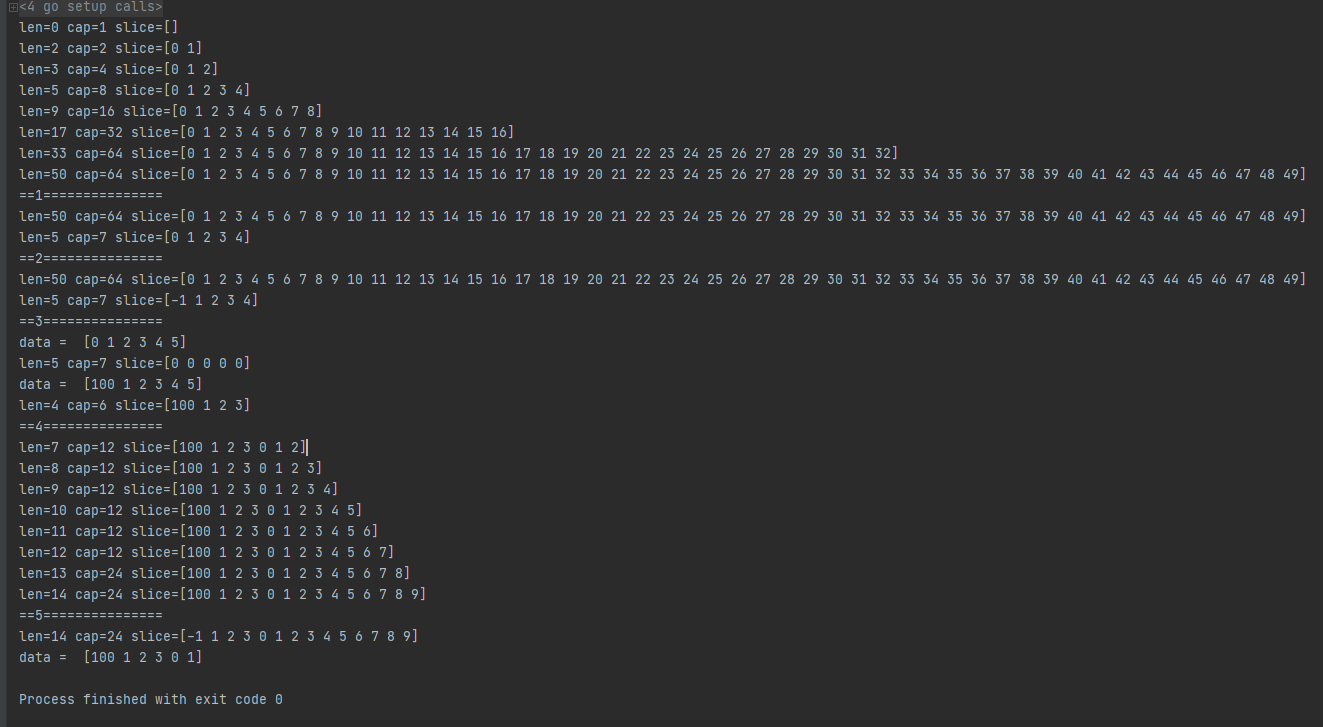 <4 go setup calls>
len=0 cap=1 slice=[]
len=2 cap=2 slice=[0 1]
len=3 cap=4 slice=[0 1 2]
len=5 cap=8 slice=[0 1 2 3 4]
len=9 cap=16 slice=[0 1 2 3 4 5 6 7 8]
len=17 cap=32 slice=[0 1 2 3 4 5 6 7 8 9 10 11 12 13 14 15 16]
len=33 cap=64 slice=[0 1 2 3 4 5 6 7 8 9 10 11 12 13 14 15 16 17 18 19 20 21 22 23 24 25 26 27 28 29 30 31 32]
len=50 cap=64 slice=[0 1 2 3 4 5 6 7 8 9 10 11 12 13 14 15 16 17 18 19 20 21 22 23 24 25 26 27 28 29 30 31 32 33 34 35 36 37 38 39 40 41 42 43 44 45 46 47 48 49]
==1===============
len=50 cap=64 slice=[0 1 2 3 4 5 6 7 8 9 10 11 12 13 14 15 16 17 18 19 20 21 22 23 24 25 26 27 28 29 30 31 32 33 34 35 36 37 38 39 40 41 42 43 44 45 46 47 48 49]
len=5 cap=7 slice=[0 1 2 3 4]
==2===============
len=50 cap=64 slice=[0 1 2 3 4 5 6 7 8 9 10 11 12 13 14 15 16 17 18 19 20 21 22 23 24 25 26 27 28 29 30 31 32 33 34 35 36 37 38 39 40 41 42 43 44 45 46 47 48 49]
len=5 cap=7 slice=[-1 1 2 3 4]
==3===============
data =  [0 1 2 3 4 5]
len=5 cap=7 slice=[0 0 0 0 0]
data =  [100 1 2 3 4 5]
len=4 cap=6 slice=[100 1 2 3]
==4===============
len=7 cap=12 slice=[100 1 2 3 0 1 2]
len=8 cap=12 slice=[100 1 2 3 0 1 2 3]
len=9 cap=12 slice=[100 1 2 3 0 1 2 3 4]
len=10 cap=12 slice=[100 1 2 3 0 1 2 3 4 5]
len=11 cap=12 slice=[100 1 2 3 0 1 2 3 4 5 6]
len=12 cap=12 slice=[100 1 2 3 0 1 2 3 4 5 6 7]
len=13 cap=24 slice=[100 1 2 3 0 1 2 3 4 5 6 7 8]
len=14 cap=24 slice=[100 1 2 3 0 1 2 3 4 5 6 7 8 9]
==5===============
len=14 cap=24 slice=[-1 1 2 3 0 1 2 3 4 5 6 7 8 9]
data =  [100 1 2 3 0 1]
Process finished with exit code 0